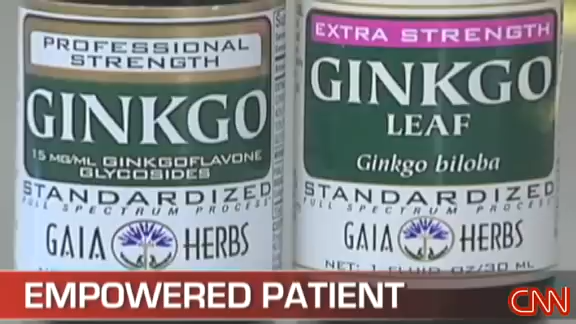 PROFESSIONAL
STRENGTH
GINKGO
15 MG/ML GINKGOFLAVONE
GLYCOSIDES
STANDARDIZED
FULL SPECTRUM PROCESS
GAIA HERBS
EXTRA STRENGTH
GINKGO
LEAF
Ginkgo biloba
STANDARDIZED
FULL SPECTRUM PROCESS
GAIA HERBS
NET: 1 FLUID OZ/30 ML
EMPOWERED PATIENT
CNN